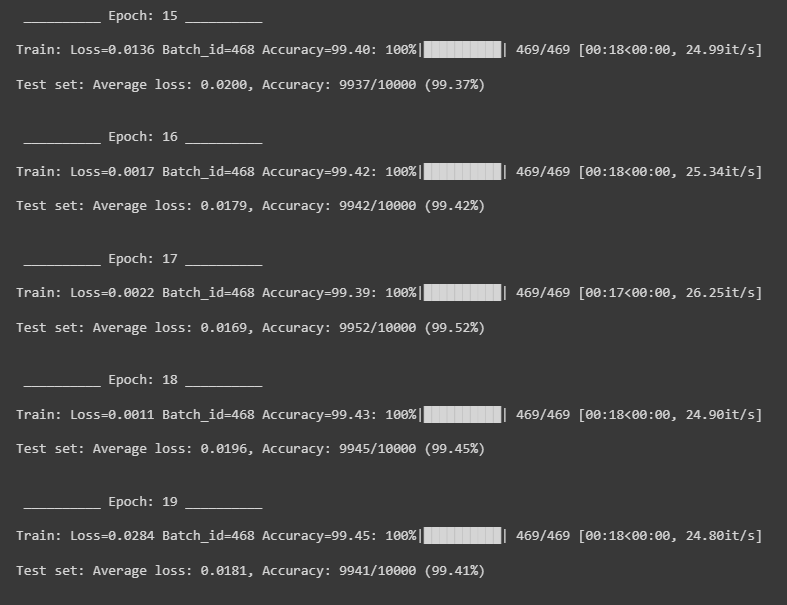 __________ Epoch: 15 __________
Train: Loss=0.0136 Batch_id=468 Accuracy=99.40: 100%|██████████| 469/469 [00:18<00:00, 24.99it/s]
Test set: Average loss: 0.0200, Accuracy: 9937/10000 (99.37%)
__________ Epoch: 16 __________
Train: Loss=0.0017 Batch_id=468 Accuracy=99.42: 100%|██████████| 469/469 [00:18<00:00, 25.34it/s]
Test set: Average loss: 0.0179, Accuracy: 9942/10000 (99.42%)
__________ Epoch: 17 __________
Train: Loss=0.0022 Batch_id=468 Accuracy=99.39: 100%|██████████| 469/469 [00:17<00:00, 26.25it/s]
Test set: Average loss: 0.0169, Accuracy: 9952/10000 (99.52%)
__________ Epoch: 18 __________
Train: Loss=0.0011 Batch_id=468 Accuracy=99.43: 100%|██████████| 469/469 [00:18<00:00, 24.90it/s]
Test set: Average loss: 0.0196, Accuracy: 9945/10000 (99.45%)
__________ Epoch: 19 __________
Train: Loss=0.0284 Batch_id=468 Accuracy=99.45: 100%|██████████| 469/469 [00:18<00:00, 24.80it/s]
Test set: Average loss: 0.0181, Accuracy: 9941/10000 (99.41%)